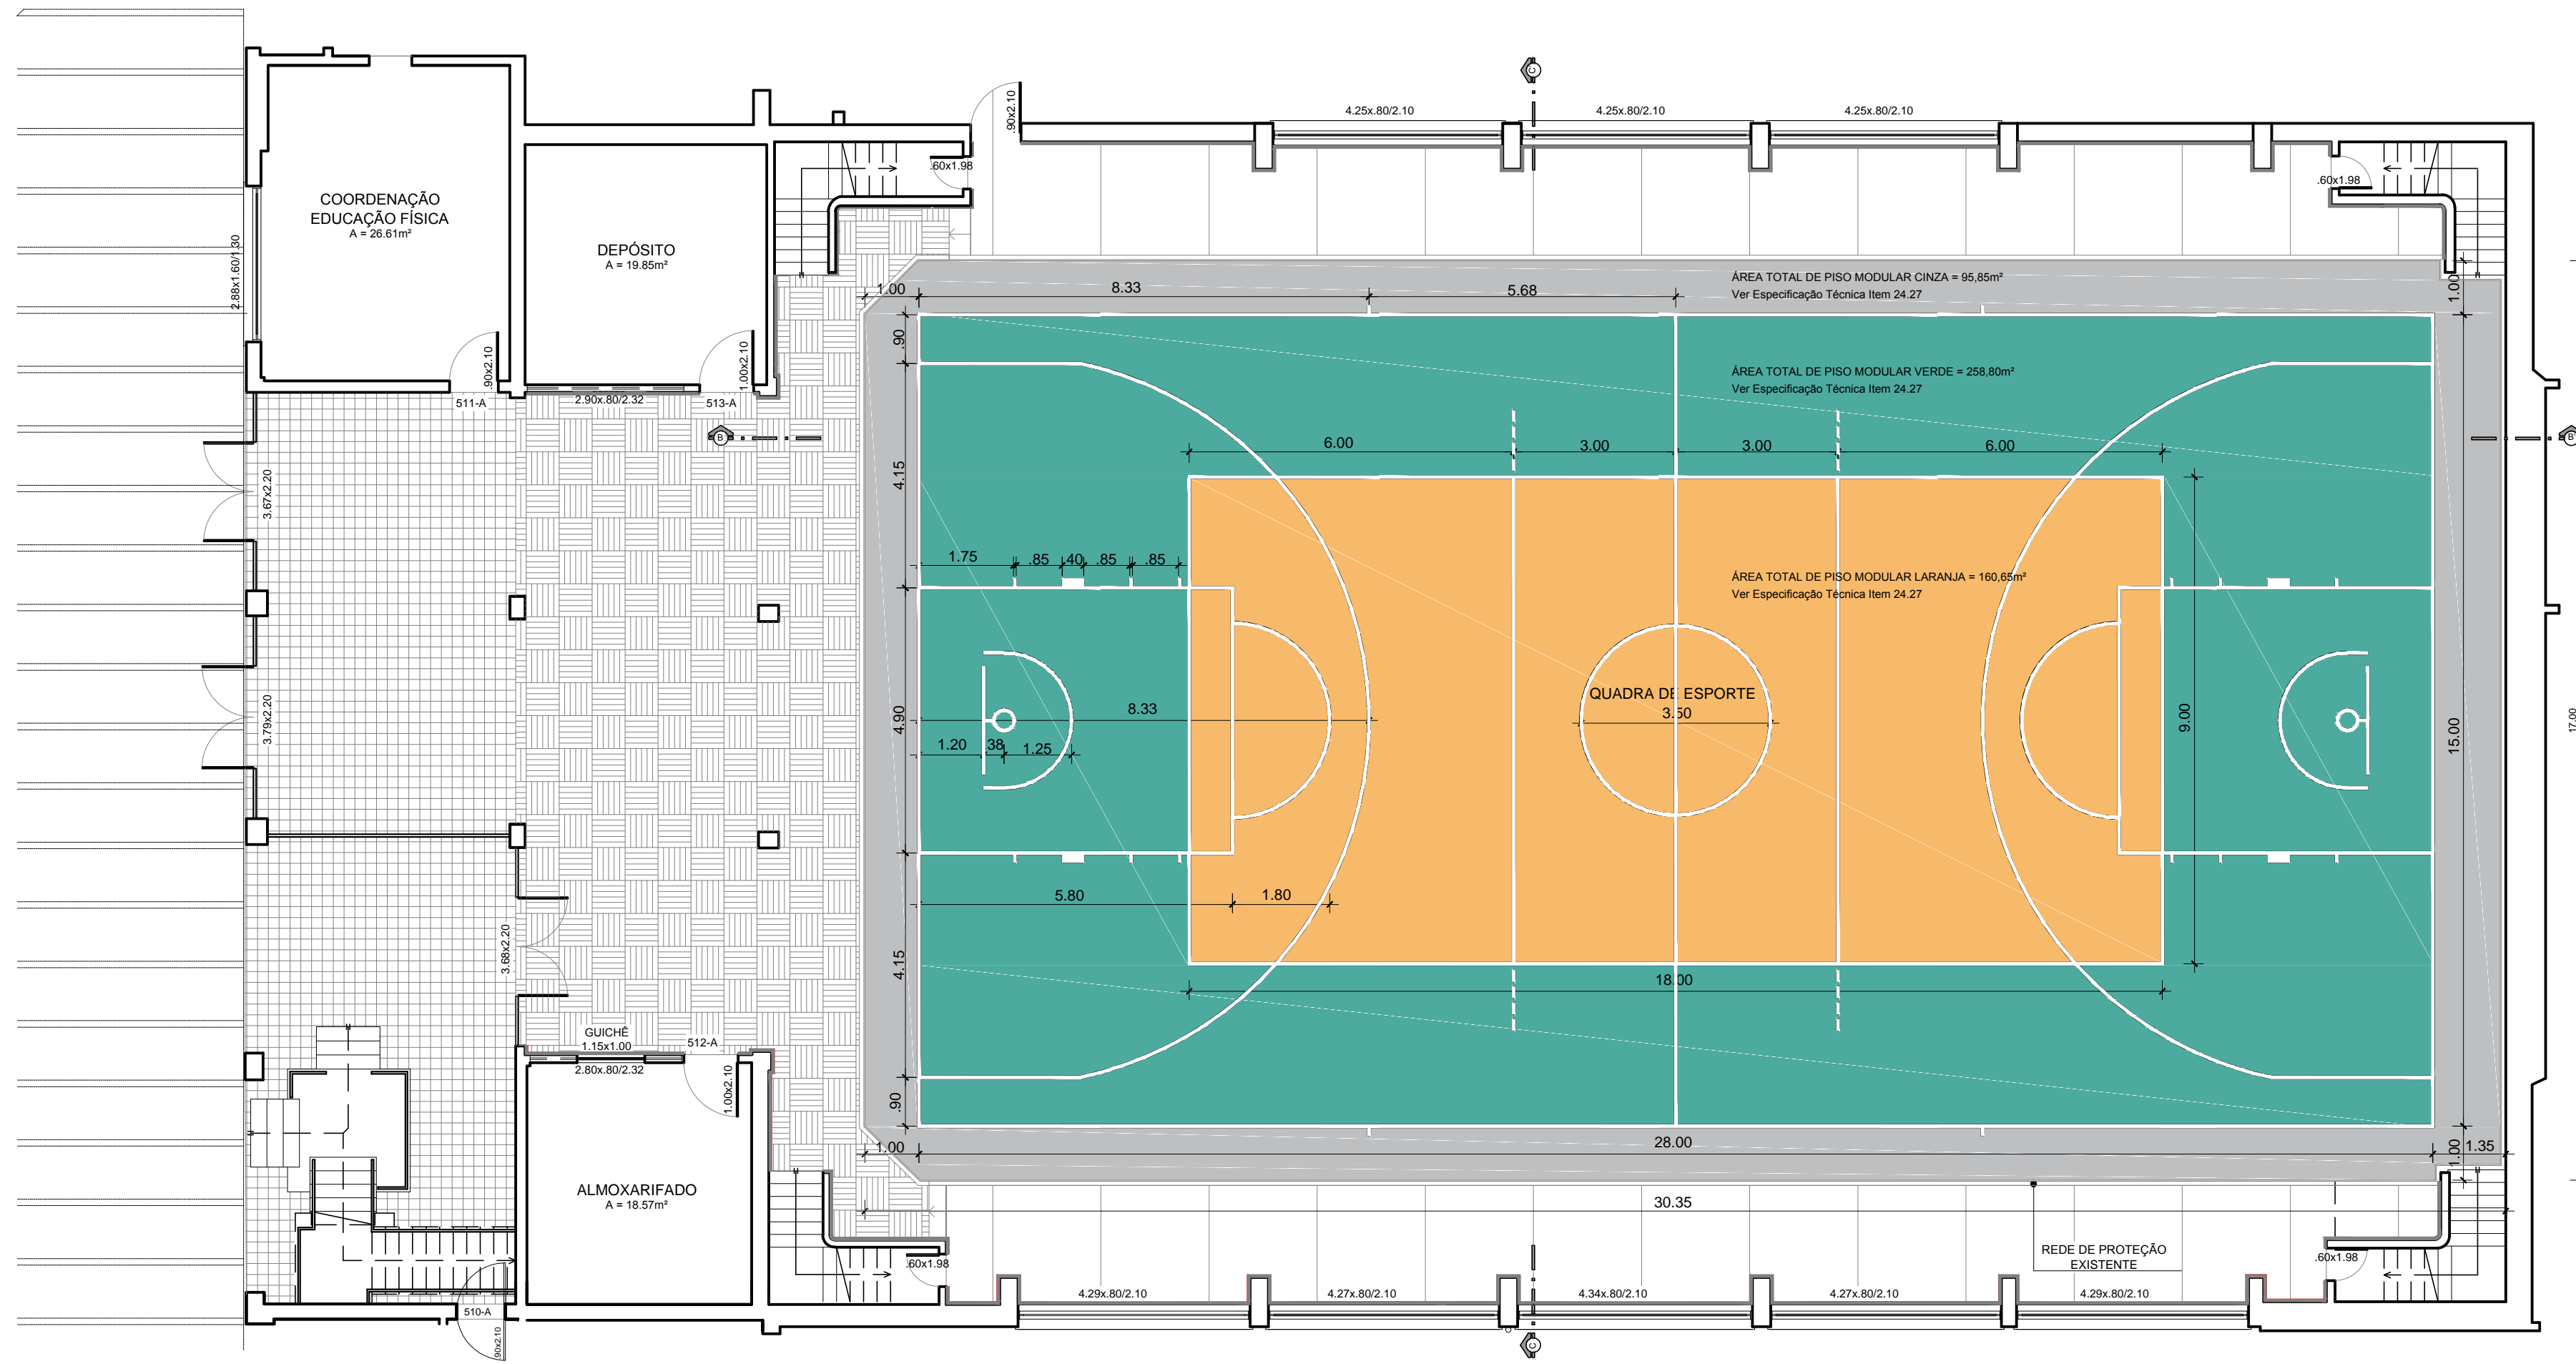 4.25x.80/2.10
4.25x.80/2.10
4.25x.80/2.10
C
.90x2.10
.60x1.98
.60x1.98
COORDENAÇÃO
EDUCAÇÃO FÍSICA
A = 26.61m²
2.88x1.60/1.30
DEPÓSITO
A = 19.85m²
1.00
8.33
5.68
ÁREA TOTAL DE PISO MODULAR CINZA = 95,85m²
Ver Especificação Técnica Item 24.27
1.00
.90
.90x2.10
1.00x2.10
ÁREA TOTAL DE PISO MODULAR VERDE = 258,80m²
Ver Especificação Técnica Item 24.27
511-A
2.90x.80/2.32
513-A
B
B'
6.00
3.00
3.00
6.00
3.67x2.20
4.15
1.75
.85
.40
.85
.85
ÁREA TOTAL DE PISO MODULAR LARANJA = 160,65m²
Ver Especificação Técnica Item 24.27
3.79x2.20
4.90
8.33
QUADRA DE ESPORTE
3.50
9.00
15.00
17.00
1.20
.38
1.25
5.80
1.80
3.68x2.20
4.15
18.00
GUICHÊ
1.15x1.00
512-A
2.80x.80/2.32
1.00x2.10
.90
1.00
28.00
1.00
1.35
ALMOXARIFADO
A = 18.57m²
30.35
REDE DE PROTEÇÃO
EXISTENTE
.60x1.98
.60x1.98
4.29x.80/2.10
4.27x.80/2.10
4.34x.80/2.10
4.27x.80/2.10
4.29x.80/2.10
510-A
.90x2.10
C